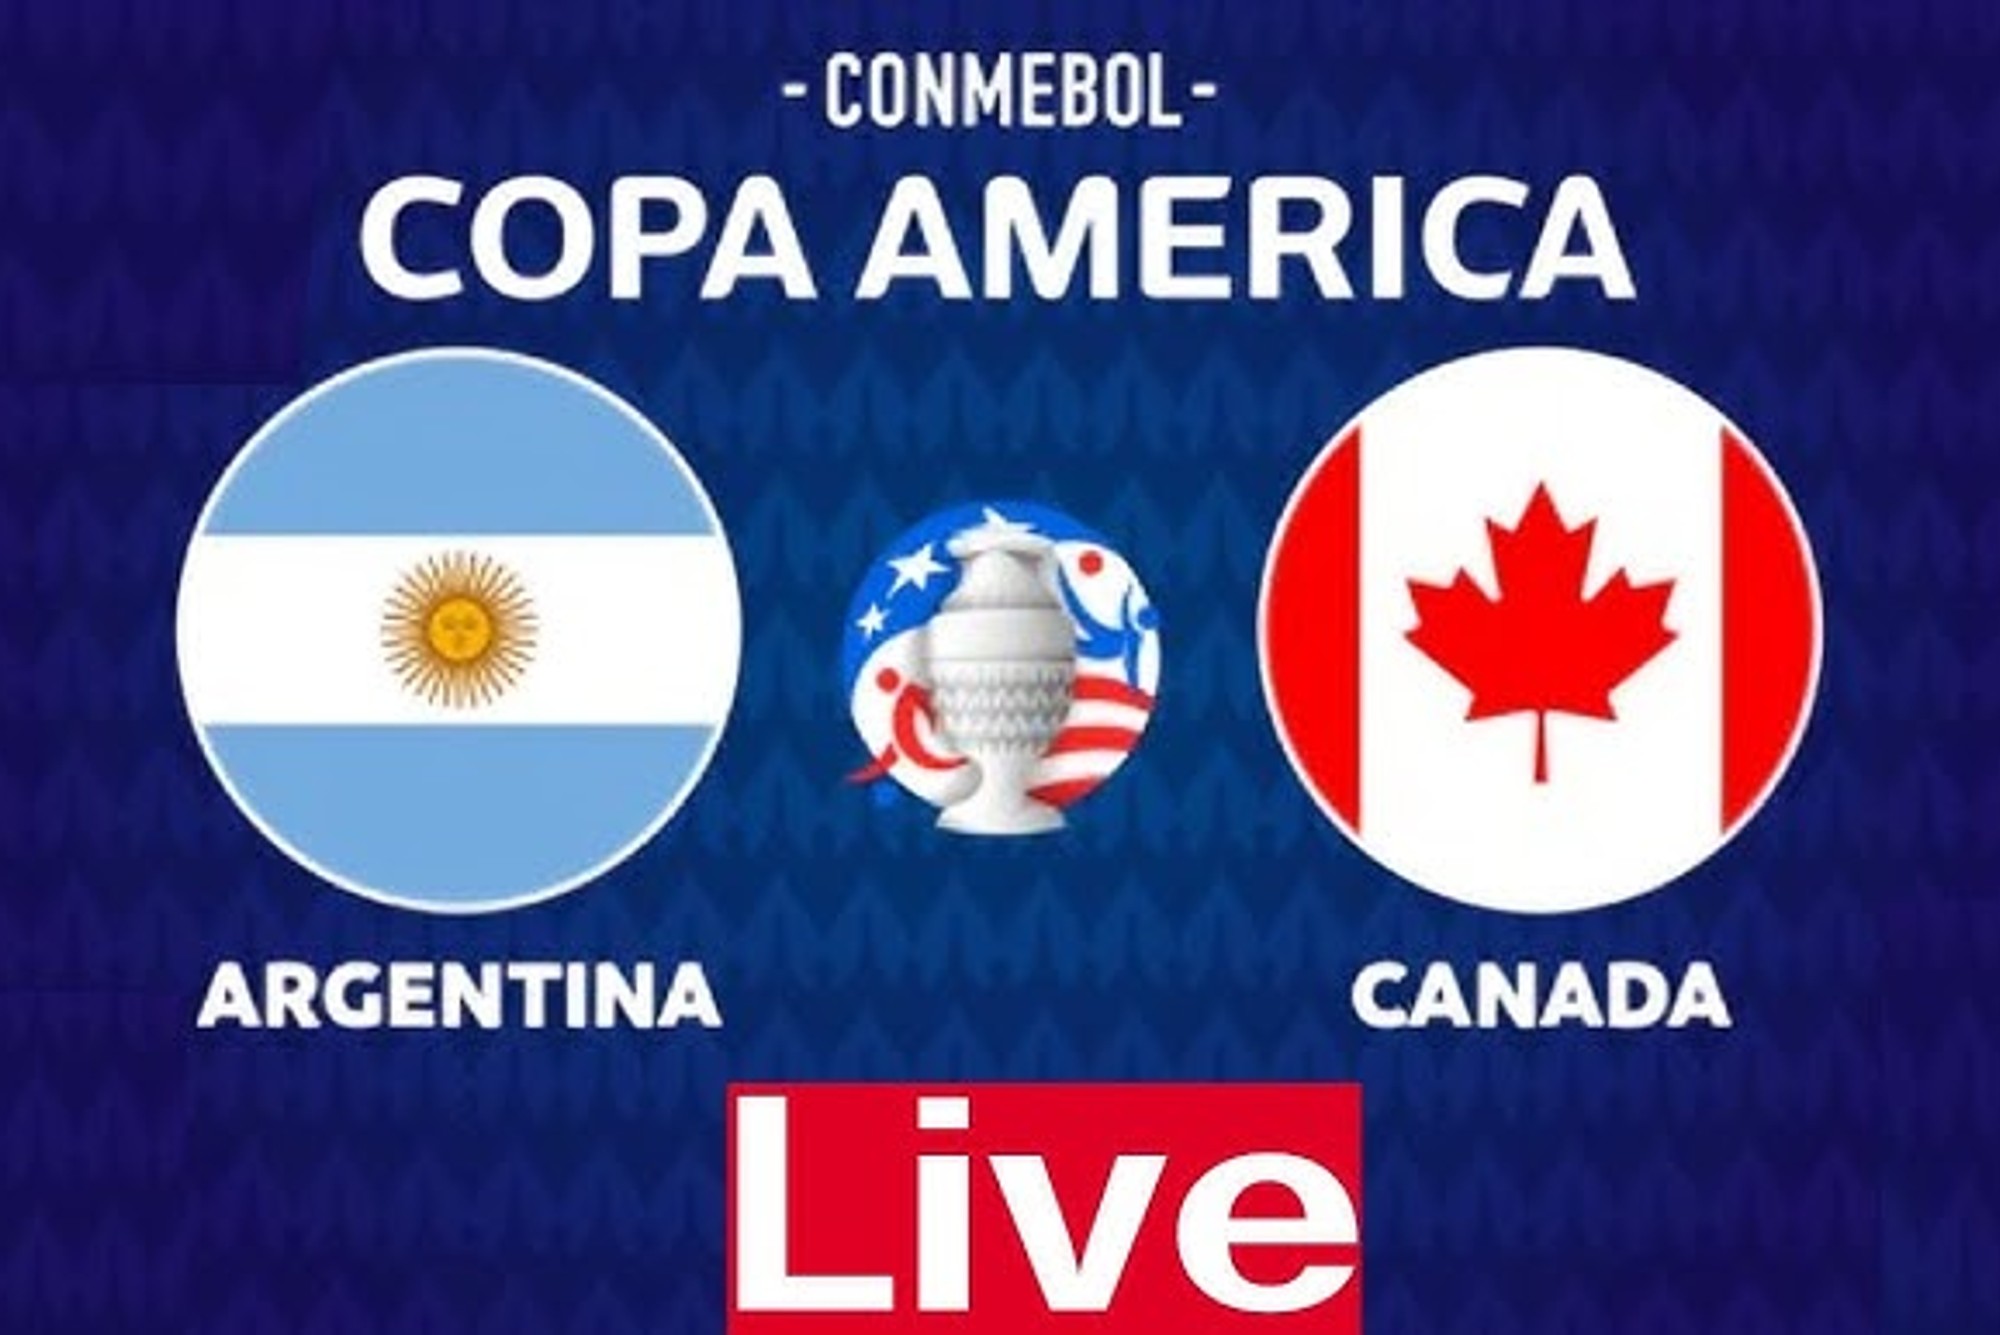 - CONMEBOL -
COPA AMERICA
ARGENTINA
CANADA
Live